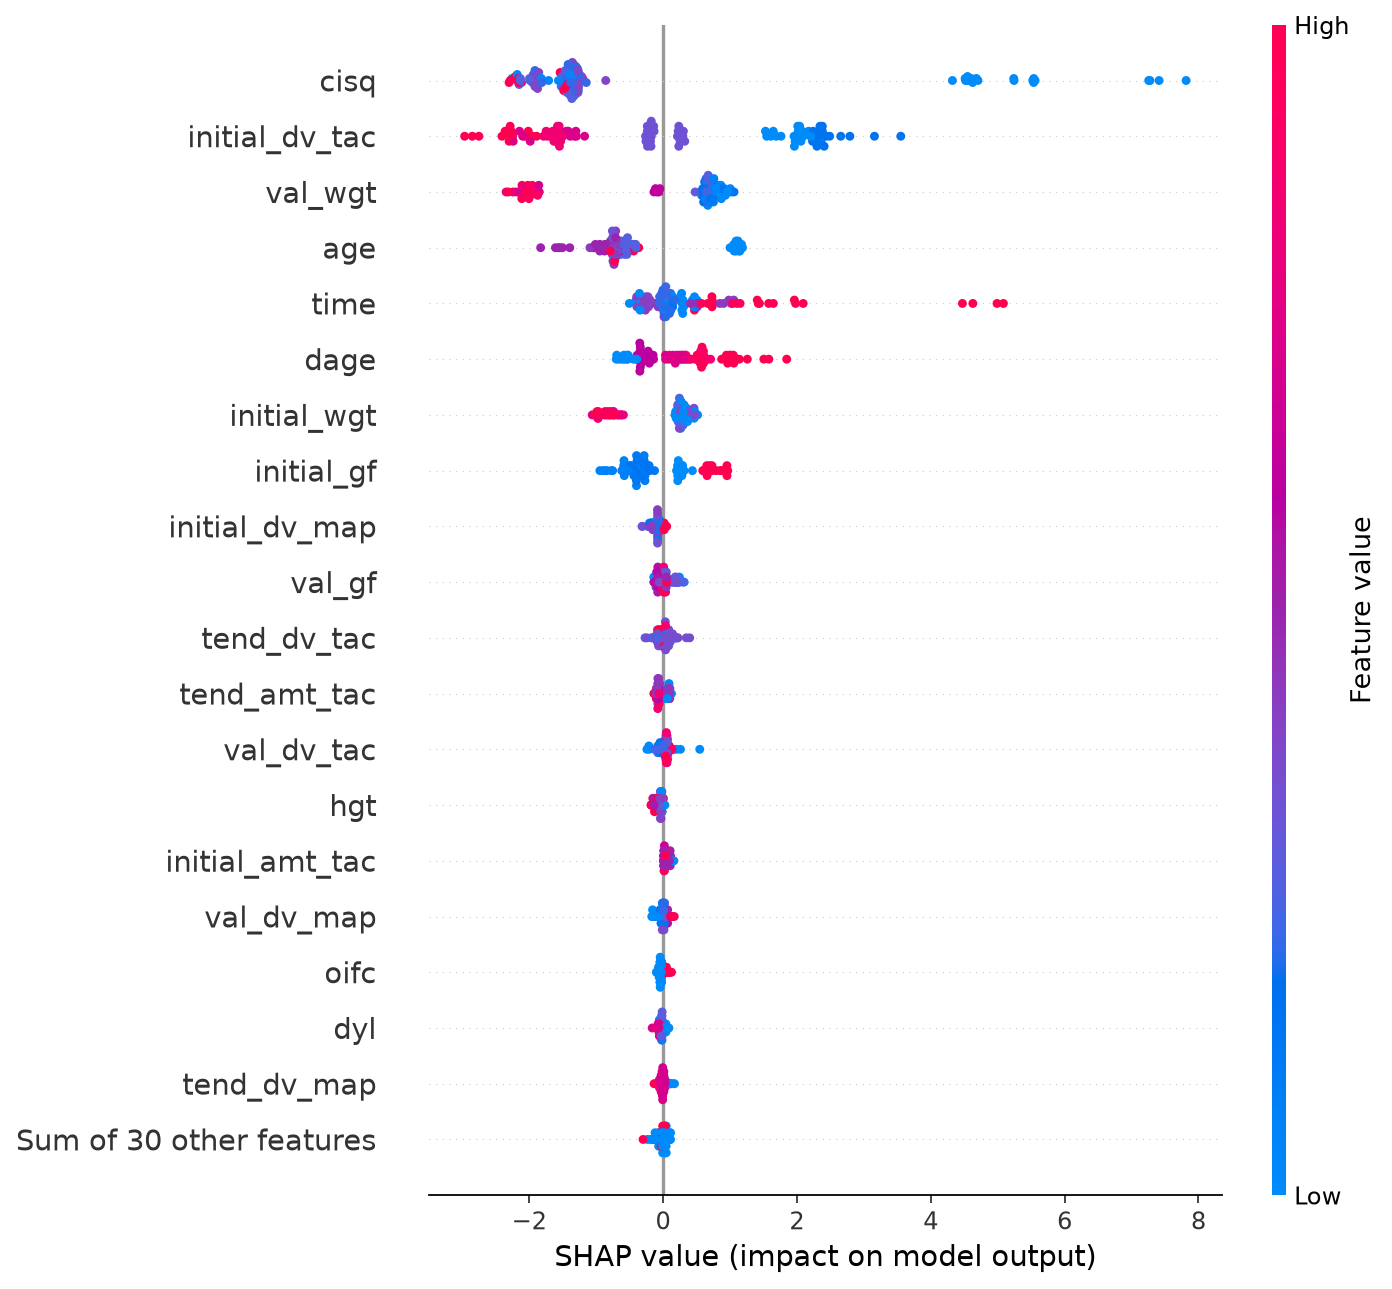 High
cisq
initial_dv_tac
val_wgt
age
time
dage
initial_wgt
initial_gf
initial_dv_map
val_gf
tend_dv_tac
tend_amt_tac
val_dv_tac
hgt
initial_amt_tac
val_dv_map
oifc
dyl
tend_dv_map
Sum of 30 other features
Feature value
Low
−2 0 2 4 6 8
SHAP value (impact on model output)